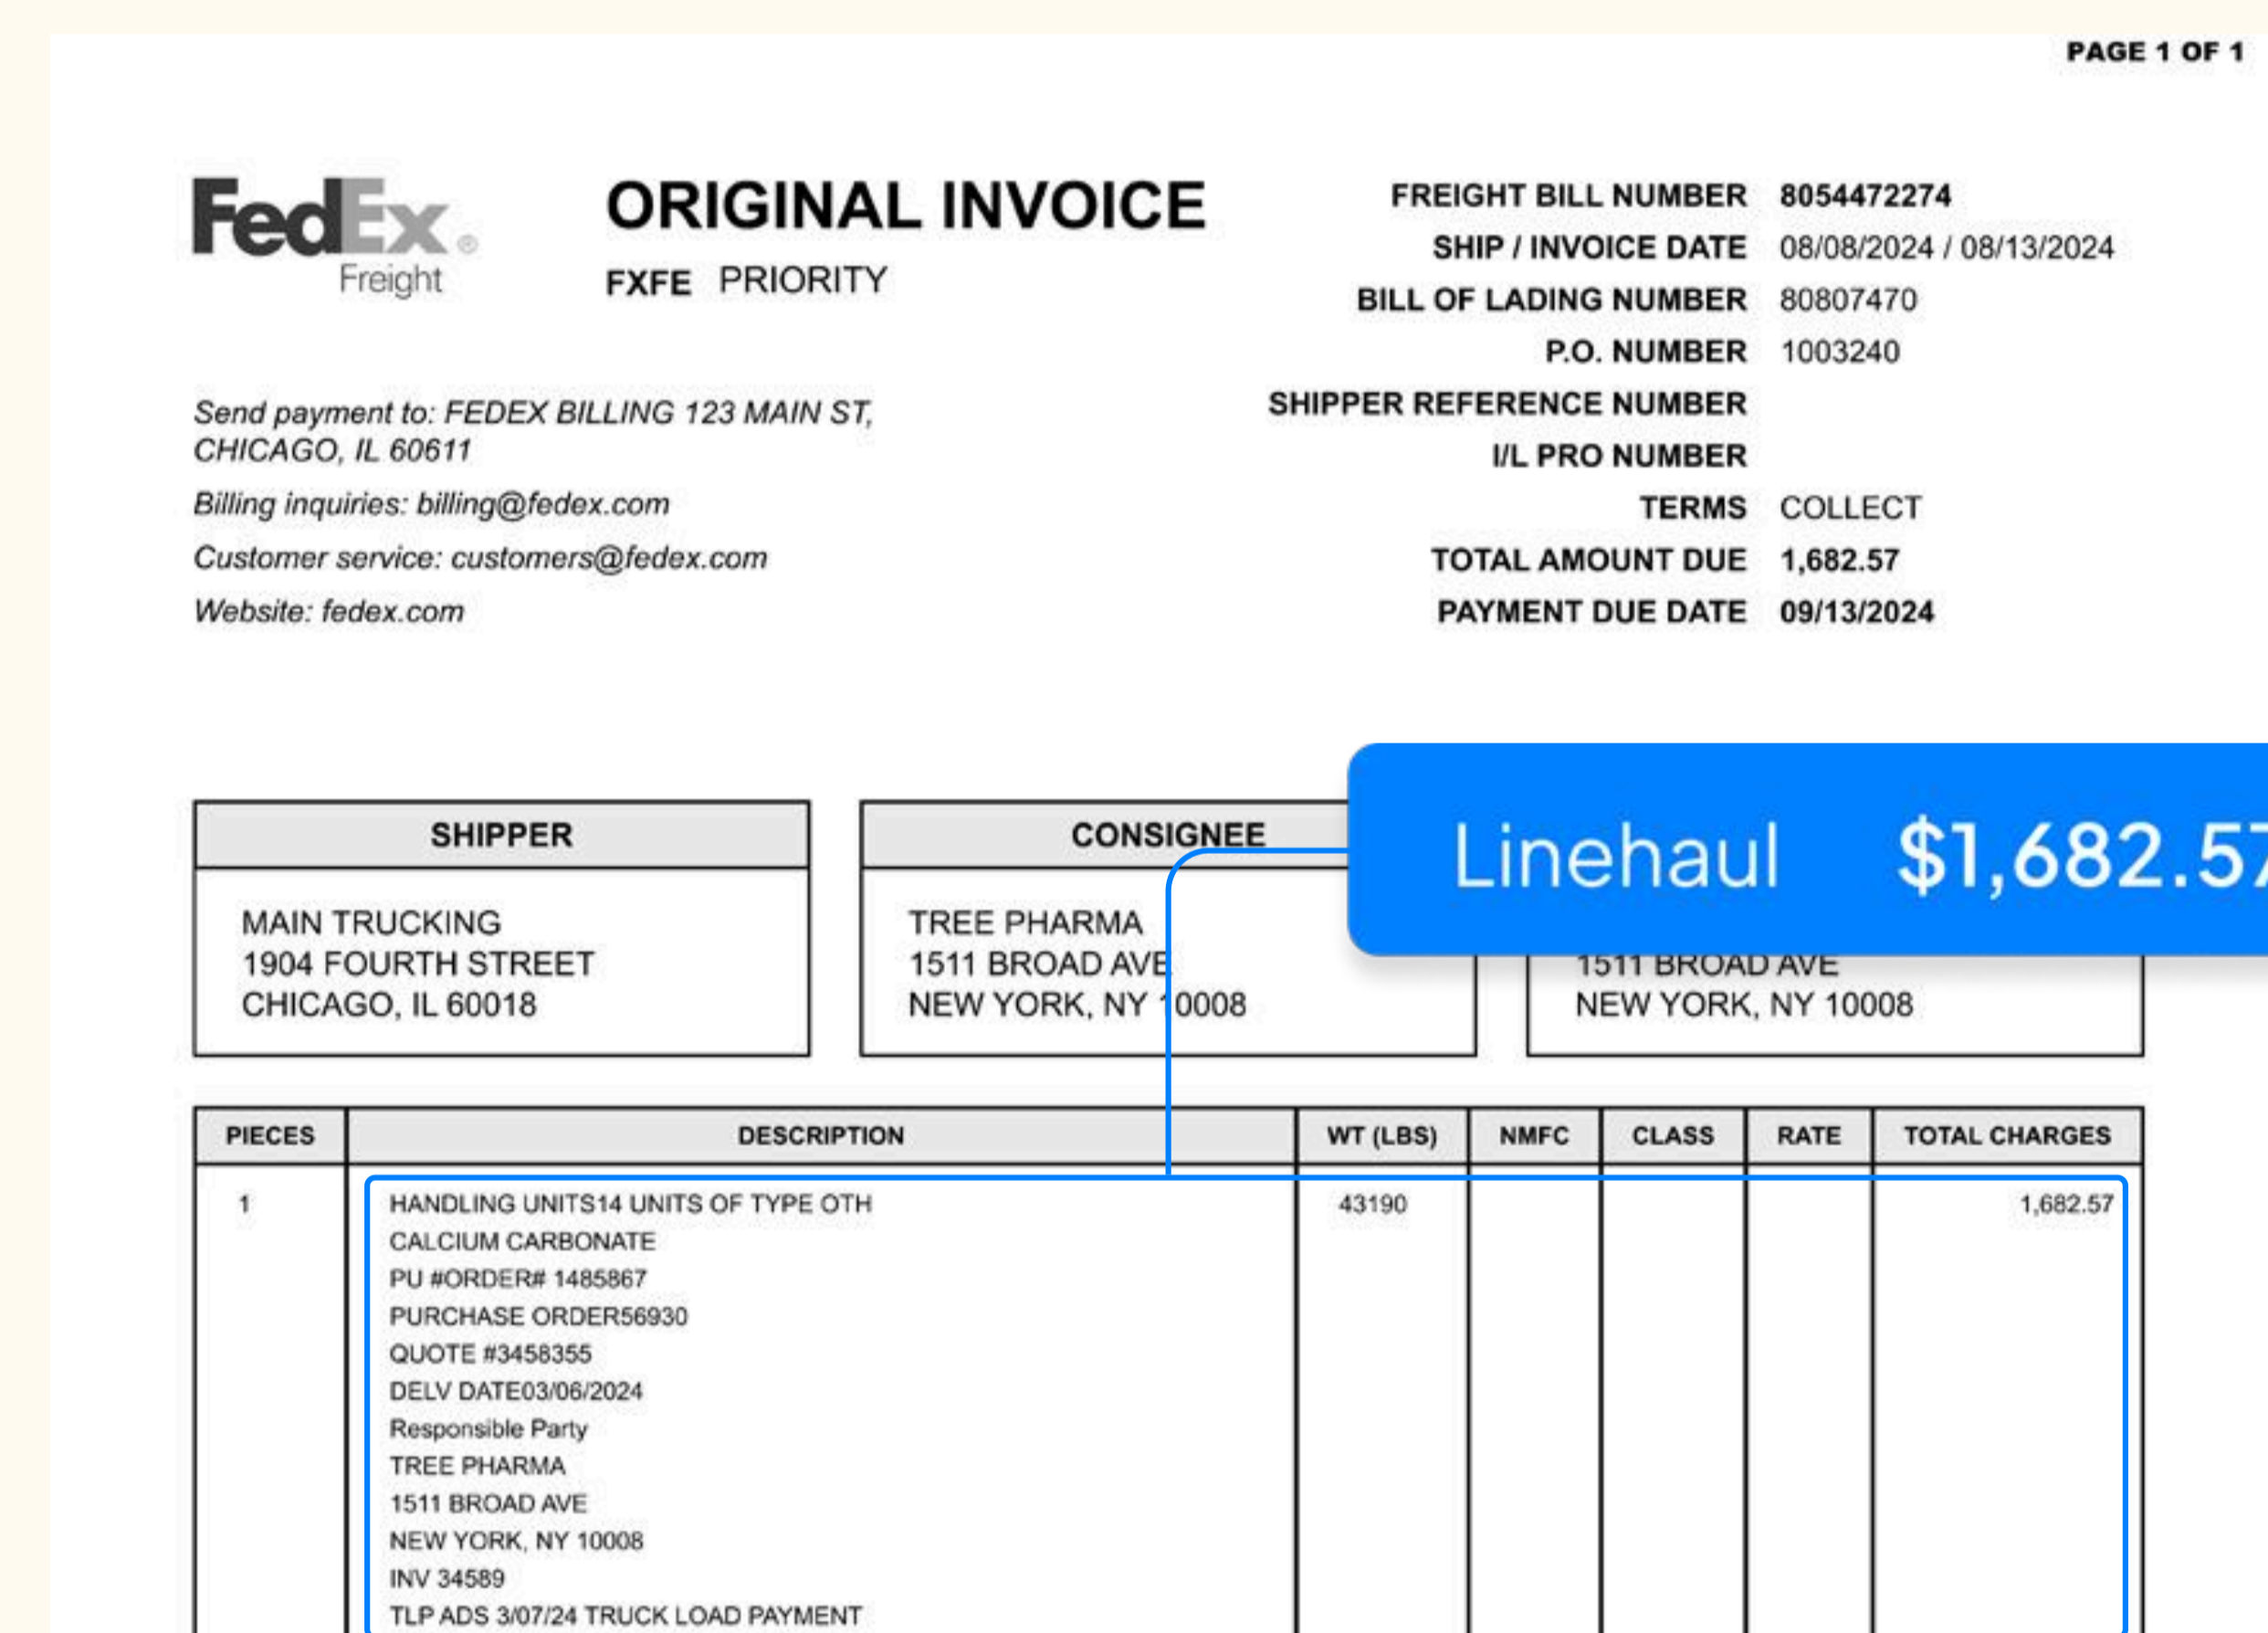 PAGE 1 OF 1
FedEx®
Freight
ORIGINAL INVOICE
FXFE PRIORITY
Send payment to: FEDEX BILLING 123 MAIN ST,
CHICAGO, IL 60611
Billing inquiries: billing@fedex.com
Customer service: customers@fedex.com
Website: fedex.com
FREIGHT BILL NUMBER 8054472274
SHIP / INVOICE DATE 08/08/2024 / 08/13/2024
BILL OF LADING NUMBER 80807470
P.O. NUMBER 1003240
SHIPPER REFERENCE NUMBER
I/L PRO NUMBER
TERMS COLLECT
TOTAL AMOUNT DUE 1,682.57
PAYMENT DUE DATE 09/13/2024
Linehaul $1,682.57
SHIPPER
MAIN TRUCKING
1904 FOURTH STREET
CHICAGO, IL 60018
CONSIGNEE
TREE PHARMA
1511 BROAD AVE
NEW YORK, NY 10008
1511 BROAD AVE
NEW YORK, NY 10008
PIECES DESCRIPTION WT (LBS) NMFC CLASS RATE TOTAL CHARGES
1 HANDLING UNITS14 UNITS OF TYPE OTH 43190 1,682.57
CALCIUM CARBONATE
PU #ORDER# 1485867
PURCHASE ORDER56930
QUOTE #3458355
DELV DATE03/06/2024
Responsible Party
TREE PHARMA
1511 BROAD AVE
NEW YORK, NY 10008
INV 34589
TLP ADS 3/07/24 TRUCK LOAD PAYMENT